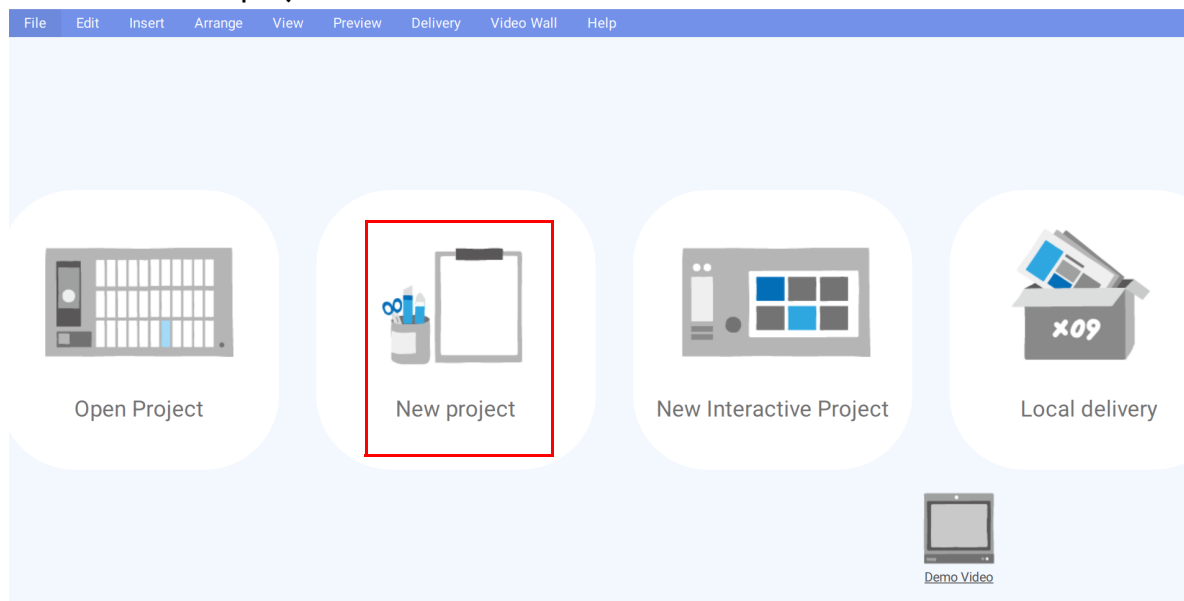 File Edit Insert Arrange View Preview Delivery Video Wall Help
x09
Open Project
New project
New Interactive Project
Local delivery
Demo Video